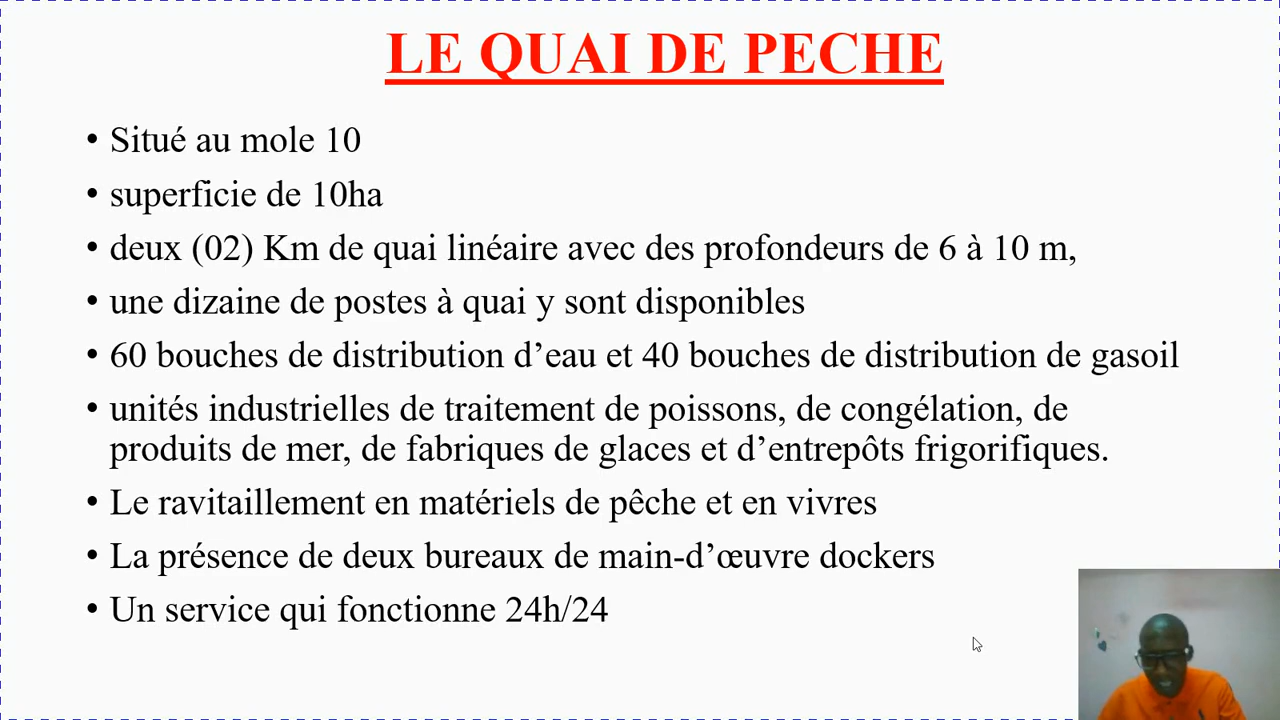 LE QUAI DE PECHE
• Situé au mole 10
• superficie de 10ha
• deux (02) Km de quai linéaire avec des profondeurs de 6 à 10 m,
• une dizaine de postes à quai y sont disponibles
• 60 bouches de distribution d’eau et 40 bouches de distribution de gasoil
• unités industrielles de traitement de poissons, de congélation, de
produits de mer, de fabriques de glaces et d’entrepôts frigorifiques.
• Le ravitaillement en matériels de pêche et en vivres
• La présence de deux bureaux de main-d’œuvre dockers
• Un service qui fonctionne 24h/24